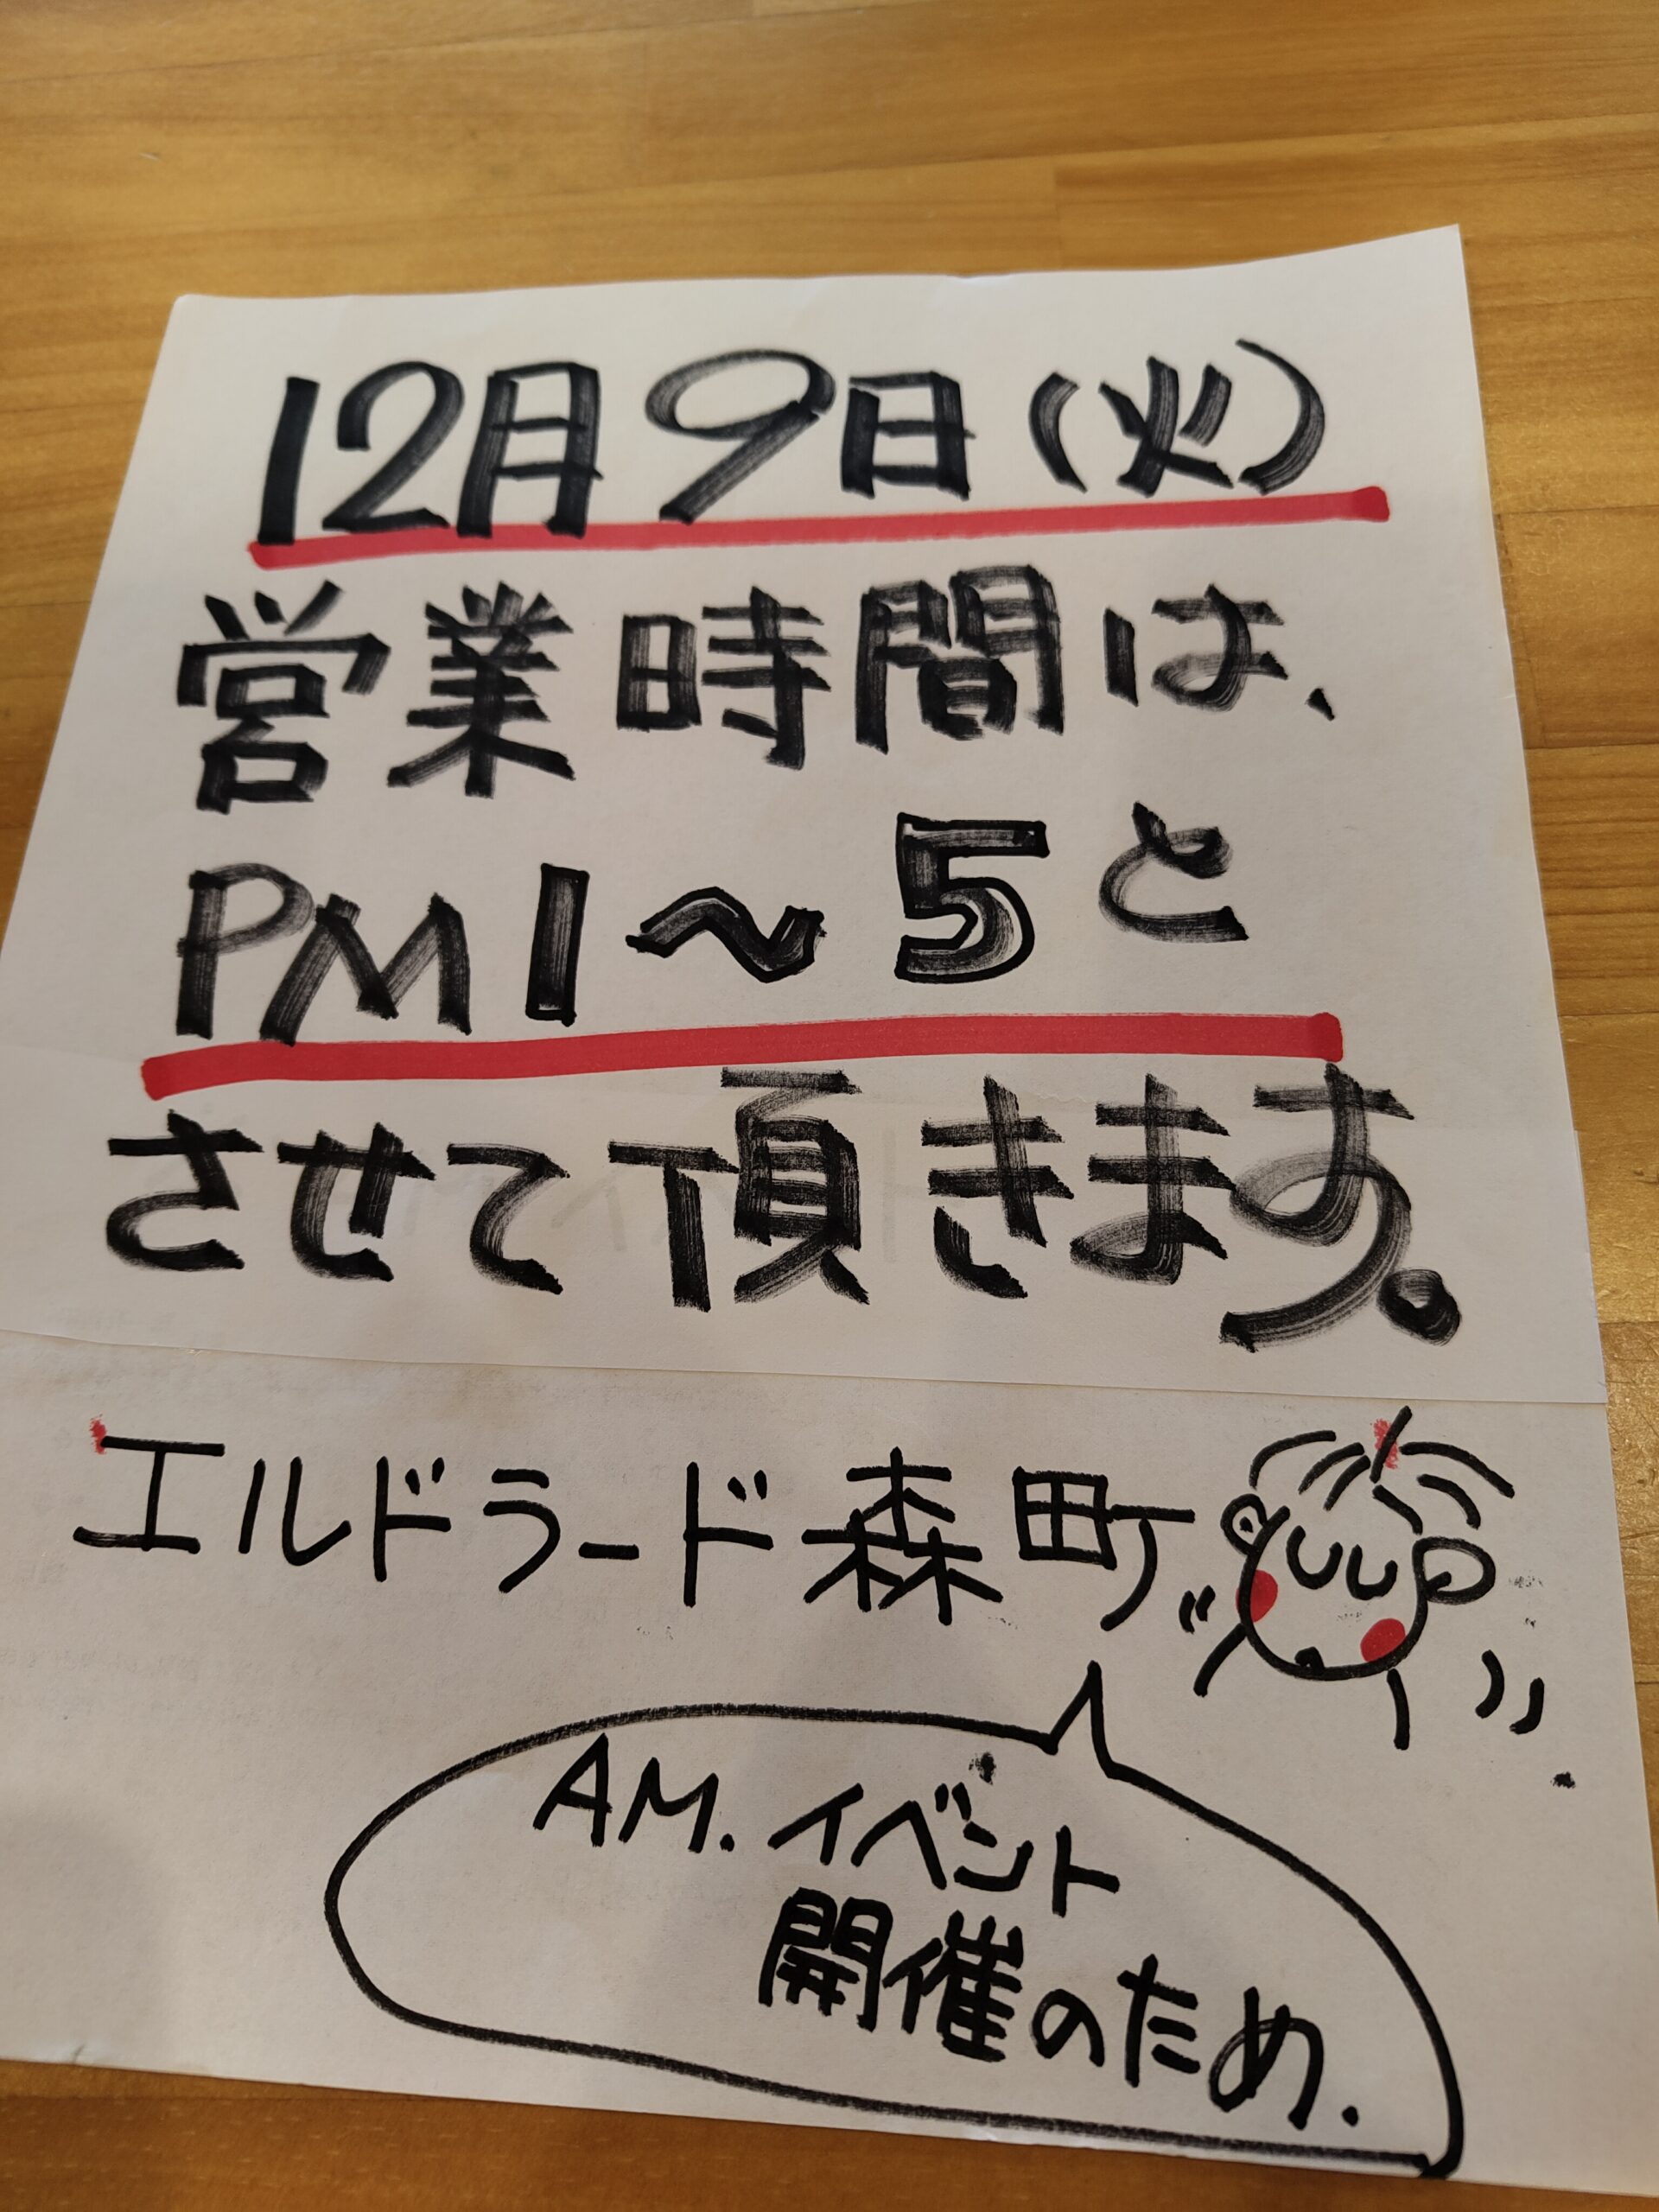 12月9日(火)
営業時間は、
PM1〜5と
させて頂きます。
エルドラード森町
AM.イベント
開催のため.